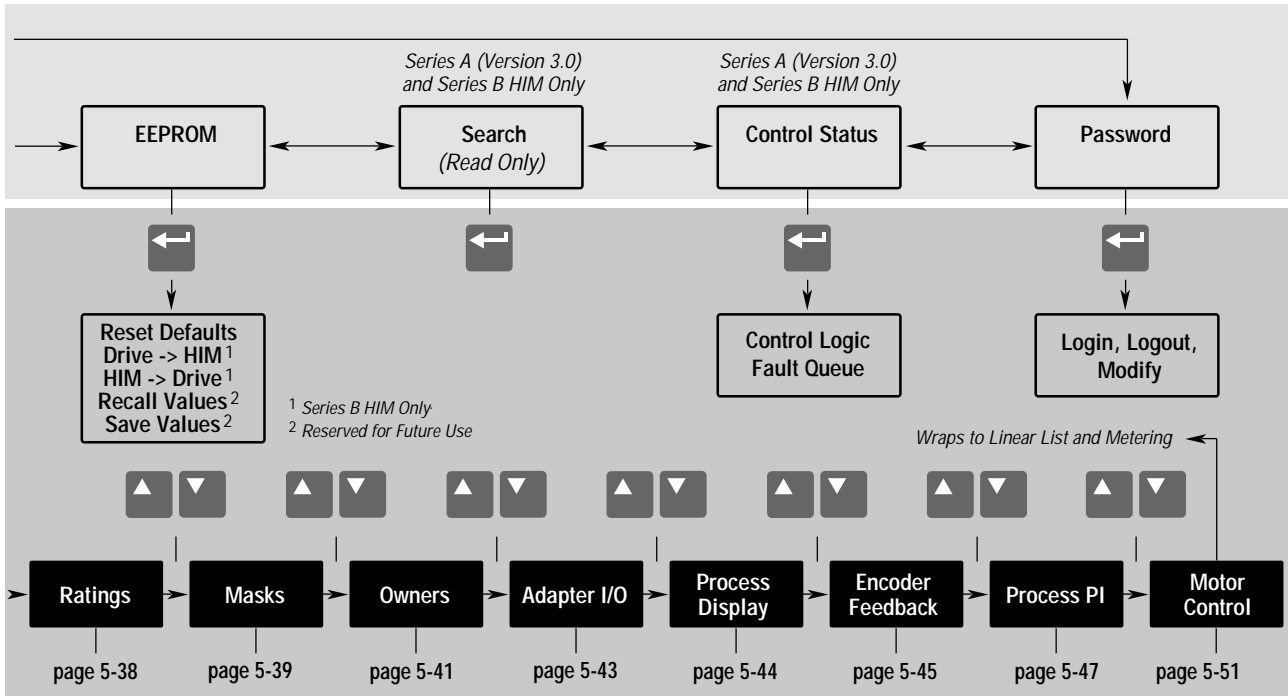 Series A (Version 3.0)
and Series B HIM Only
Series A (Version 3.0)
and Series B HIM Only
EEPROM
Search
(Read Only)
Control Status
Password
Reset Defaults
Drive -> HIM 1
HIM -> Drive 1
Recall Values 2
Save Values 2
1 Series B HIM Only.
2 Reserved for Future Use
Control Logic
Fault Queue
Login, Logout,
Modify
Wraps to Linear List and Metering
Ratings
Masks
Owners
Adapter I/O
Process
Display
Encoder
Feedback
Process PI
Motor
Control
page 5-38
page 5-39
page 5-41
page 5-43
page 5-44
page 5-45
page 5-47
page 5-51